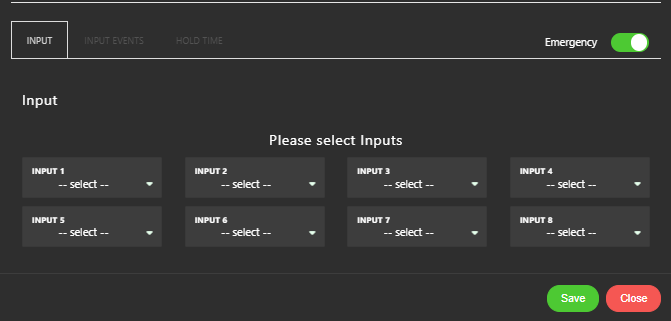 INPUT INPUT EVENTS HOLD TIME Emergency
Input
Please select Inputs
INPUT 1 INPUT 2 INPUT 3 INPUT 4
-- select -- -- select -- -- select -- -- select --
INPUT 5 INPUT 6 INPUT 7 INPUT 8
-- select -- -- select -- -- select -- -- select --
Save Close